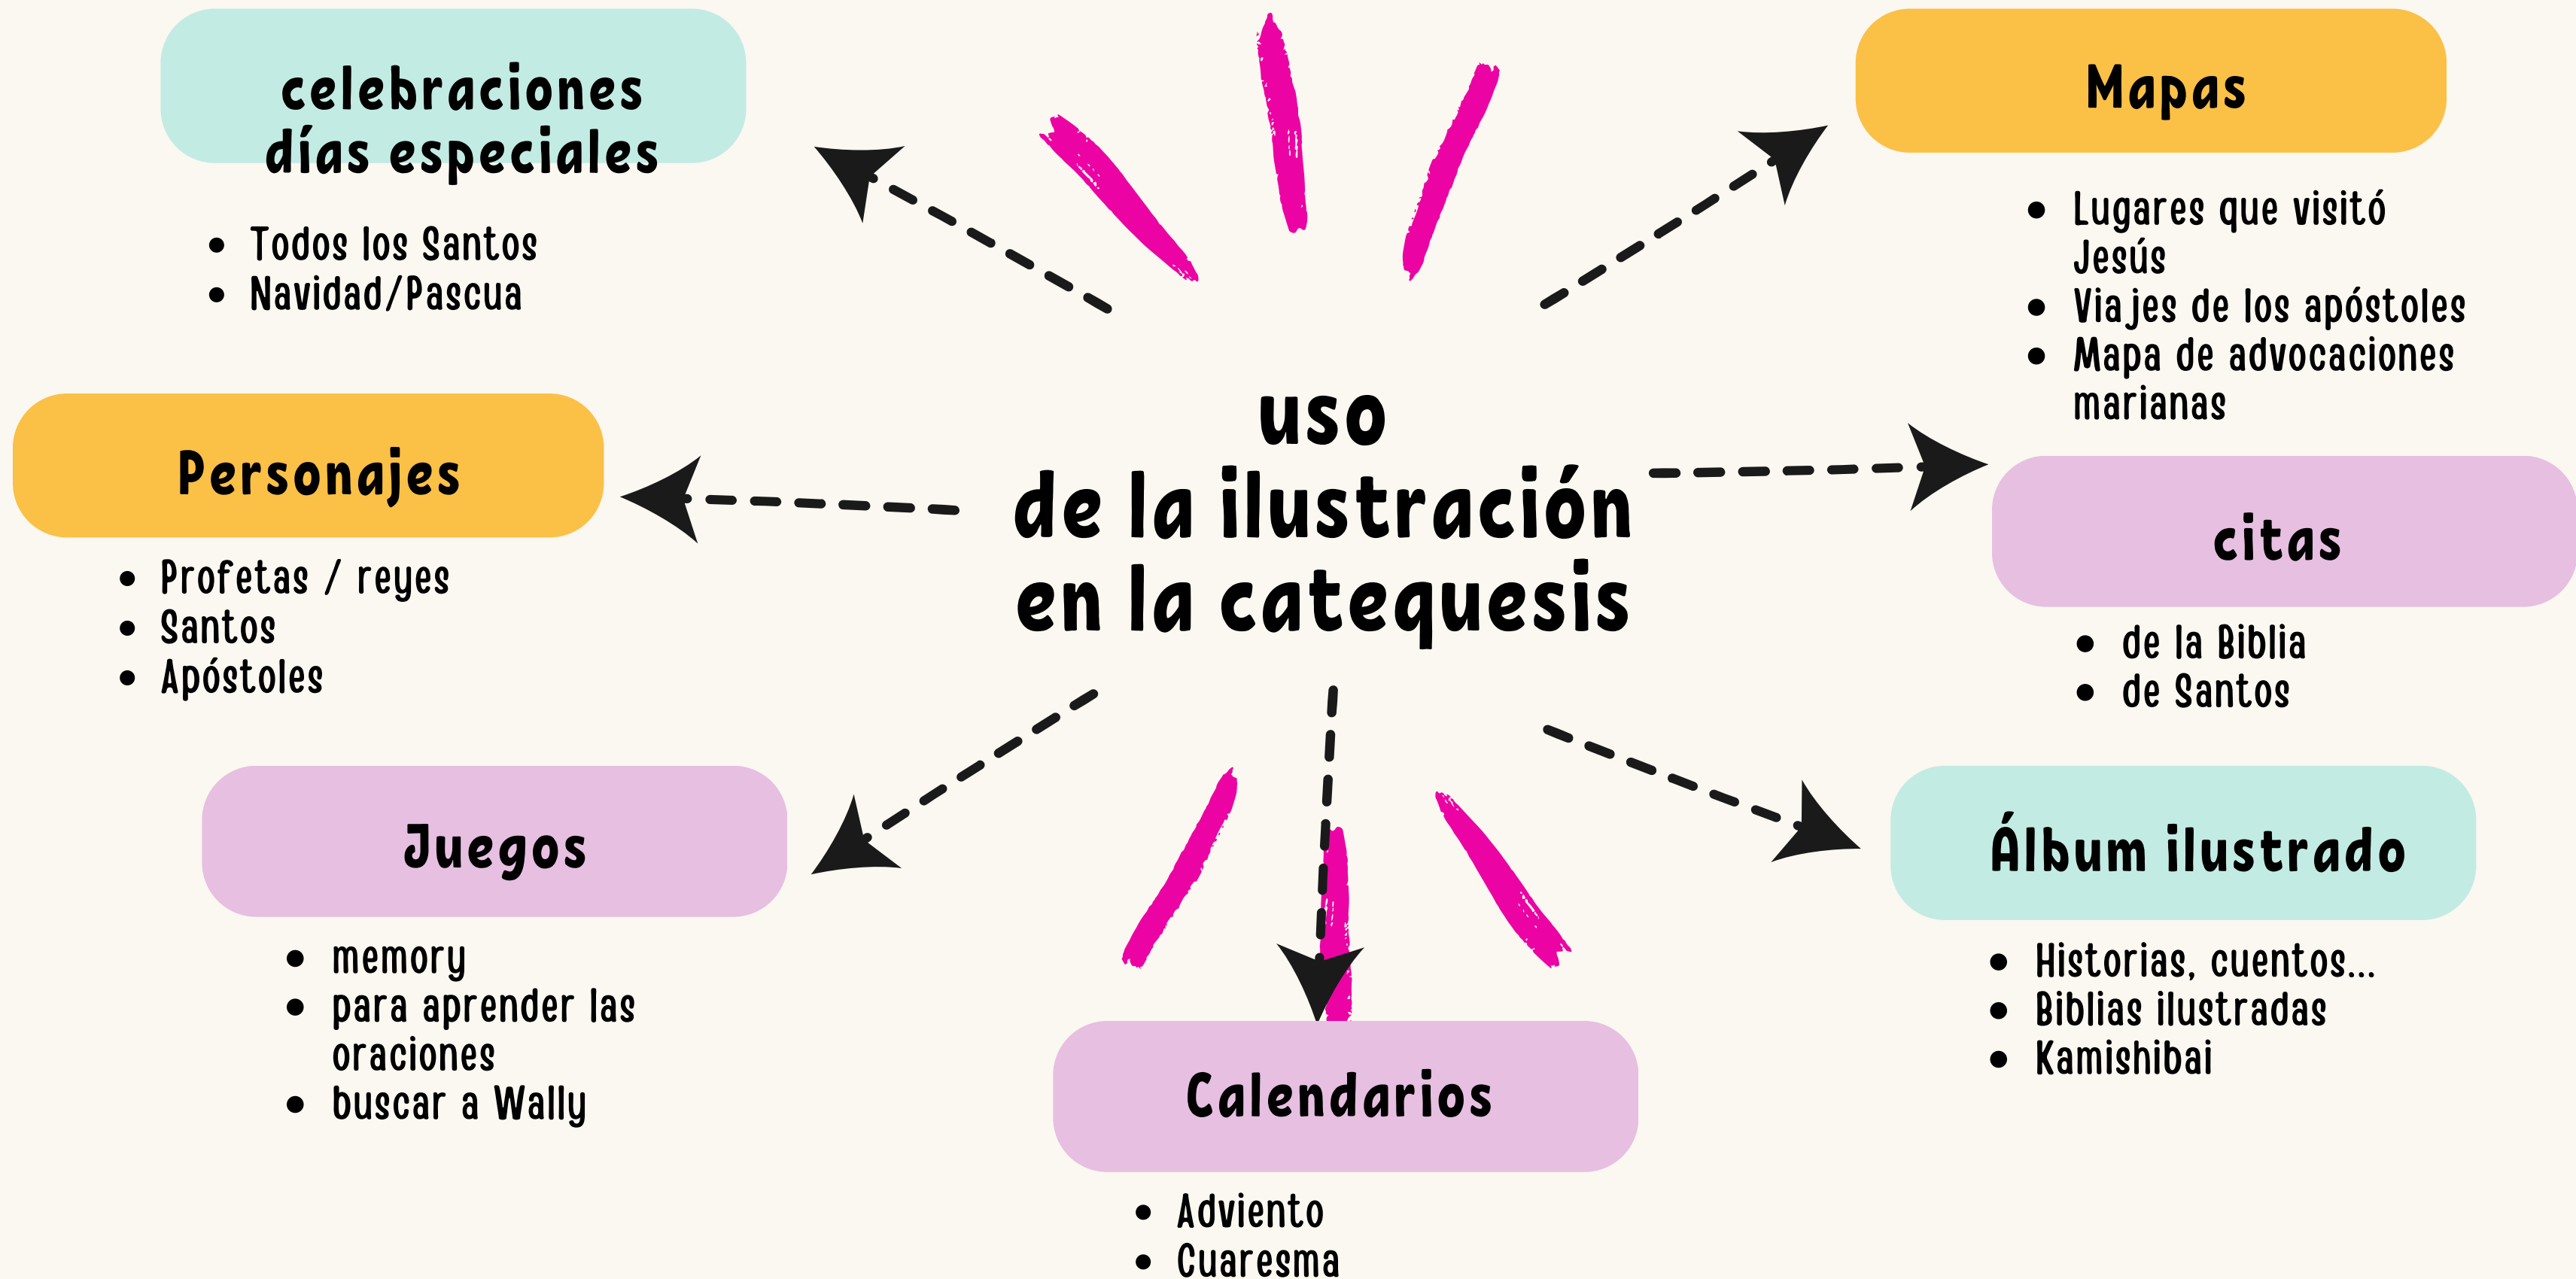 celebraciones
días especiales
• Todos los Santos
• Navidad/Pascua
Mapas
• Lugares que visitó
Jesús
• Viajes de los apóstoles
• Mapa de advocaciones
marianas
uso
de la ilustración
en la catequesis
Personajes
• Profetas / reyes
• Santos
• Apóstoles
citas
• de la Biblia
• de Santos
Juegos
• memory
• para aprender las
oraciones
• buscar a Wally
Calendarios
• Adviento
• Cuaresma
Álbum ilustrado
• Historias, cuentos...
• Biblias ilustradas
• Kamishibai